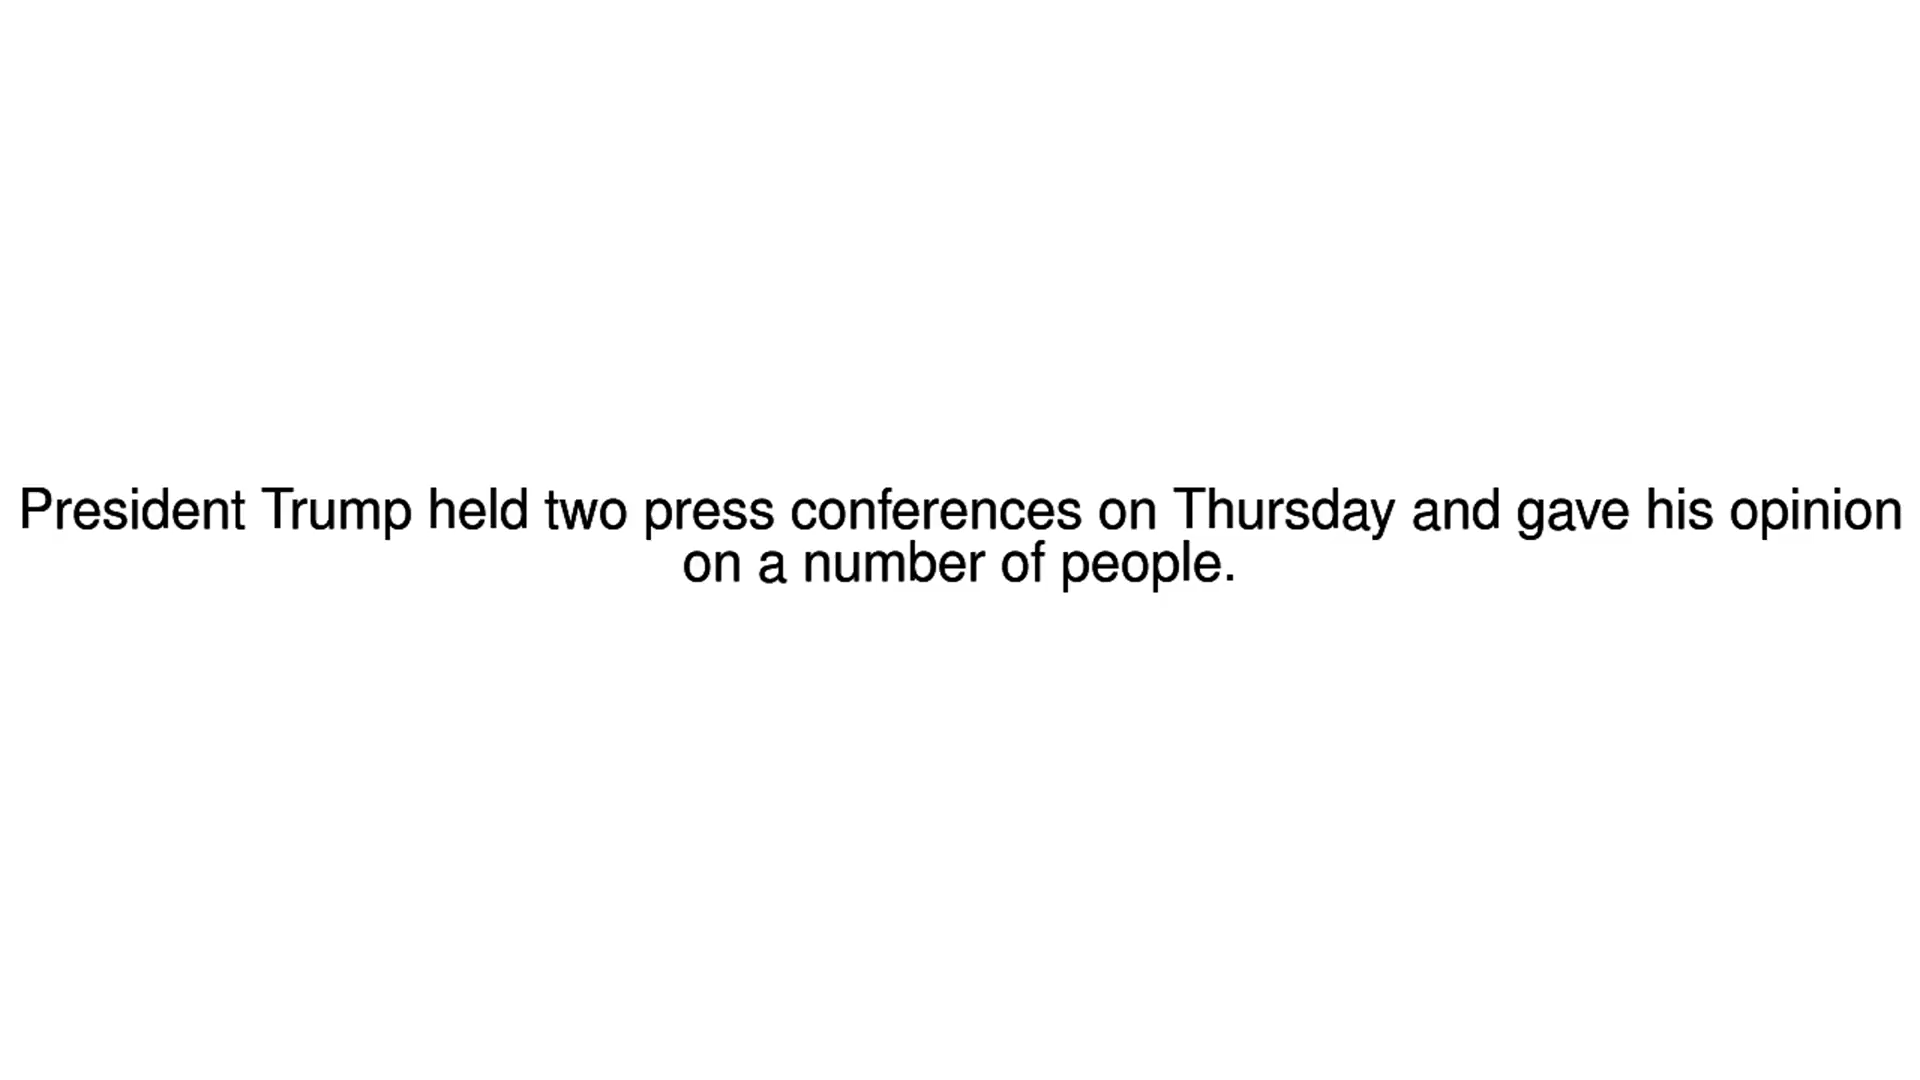 President Trump held two press conferences on Thursday and gave his opinion
on a number of people.